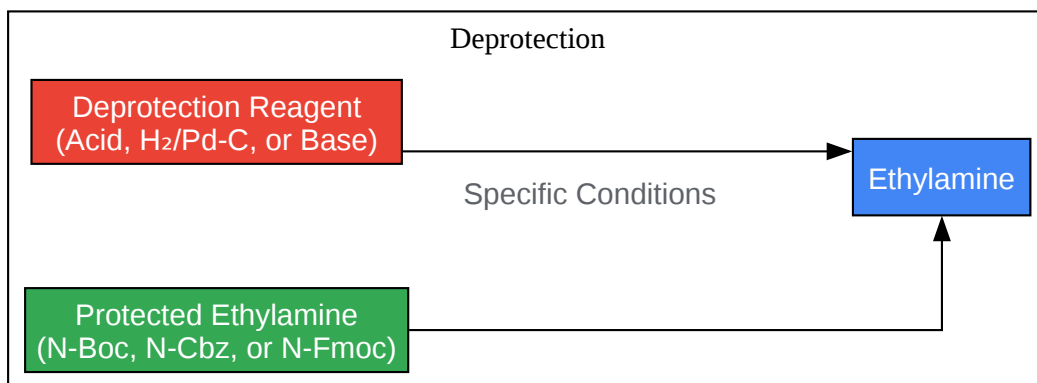 Deprotection
Deprotection Reagent
(Acid, H₂/Pd-C, or Base)
Specific Conditions
Ethylamine
Protected Ethylamine
(N-Boc, N-Cbz, or N-Fmoc)